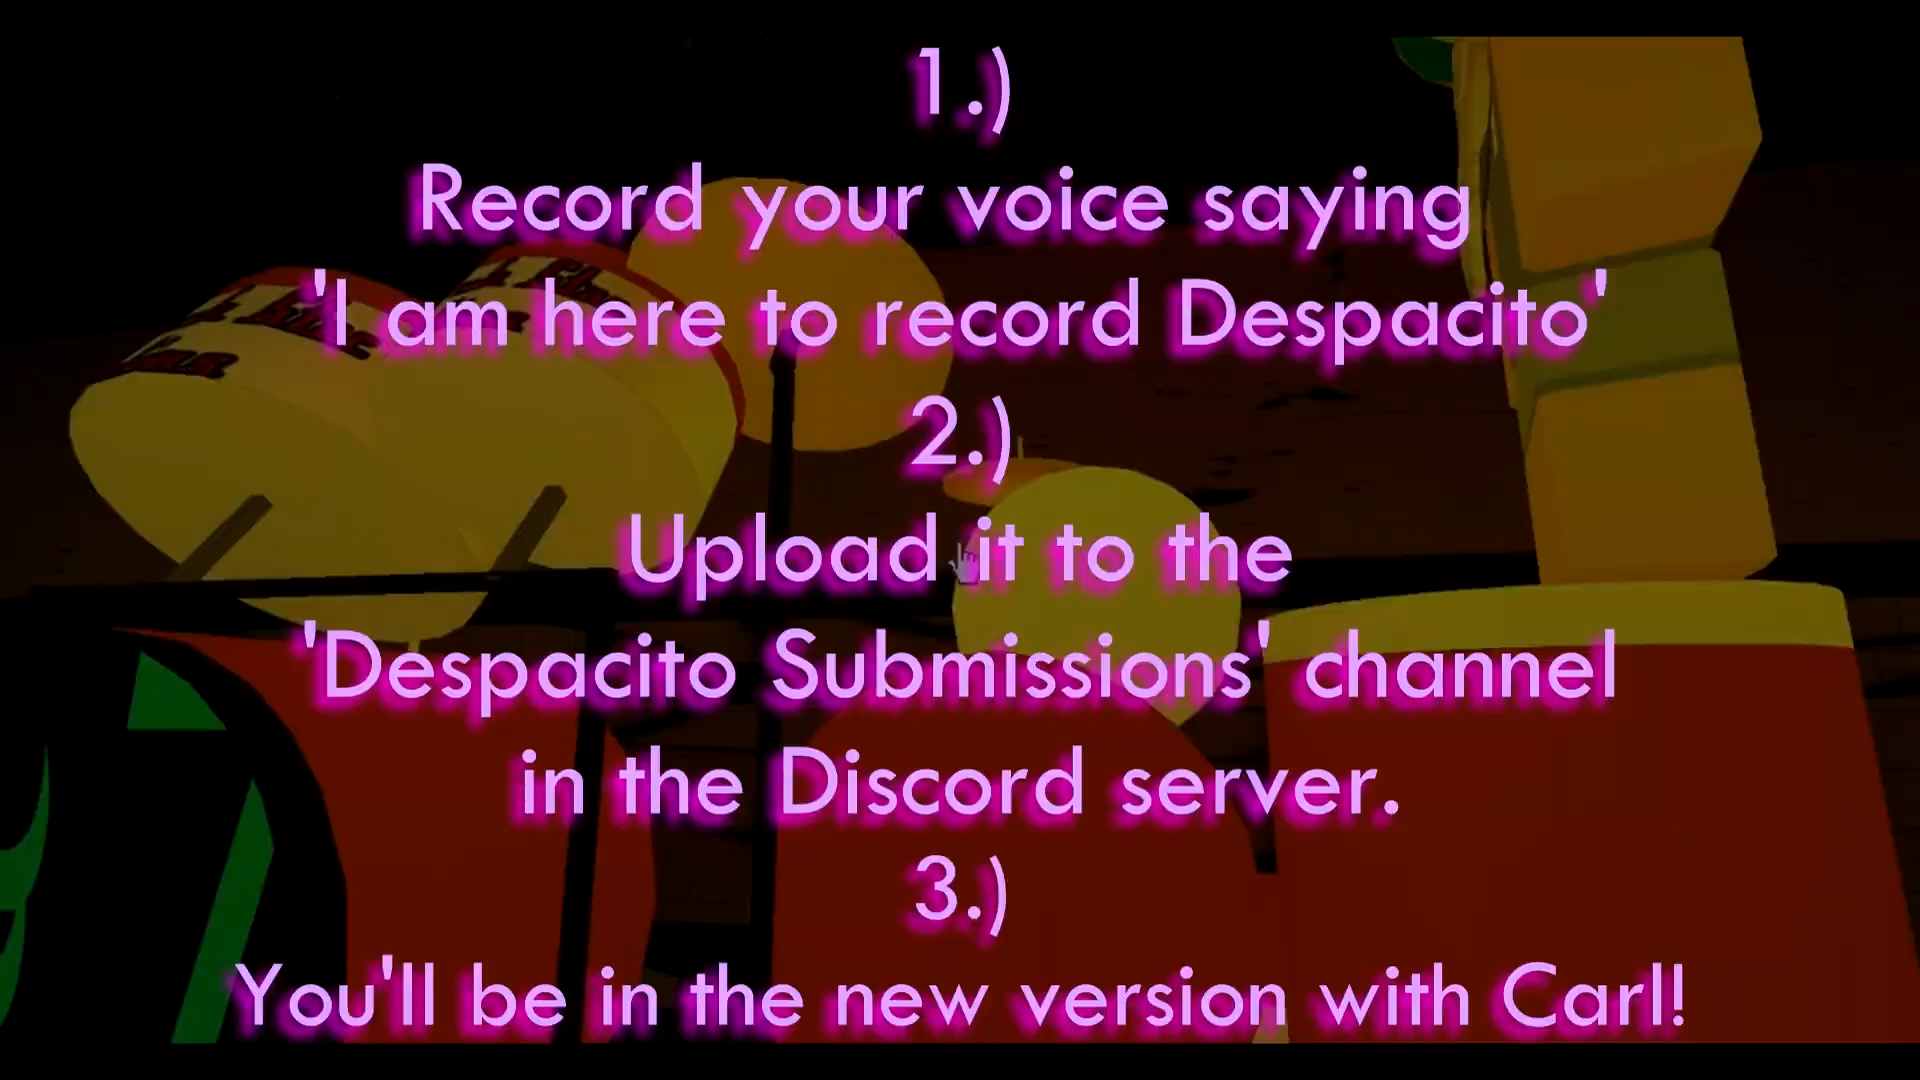 1.)
Record your voice saying
'I am here to record Despacito'
2.)
Upload it to the
'Despacito Submissions' channel
in the Discord server.
3.)
You'll be in the new version with Carl!